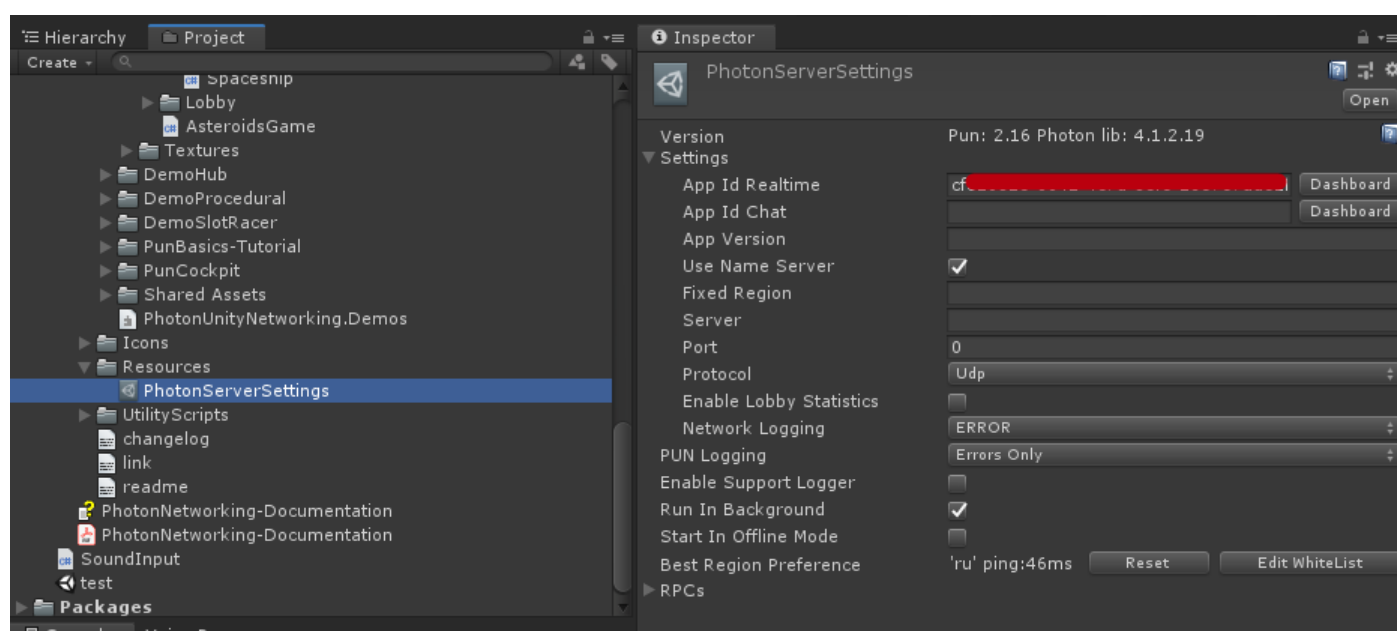 Hierarchy
Project
Create
Spaceship
Lobby
AsteroidsGame
Textures
DemoHub
DemoProcedural
DemoSlotRacer
PunBasics-Tutorial
PunCockpit
Shared Assets
PhotonUnityNetworking.Demos
Icons
Resources
PhotonServerSettings
UtilityScripts
changelog
link
readme
PhotonNetworking-Documentation
PhotonNetworking-Documentation
SoundInput
test
Packages
Inspector
PhotonServerSettings
Open
Version Pun: 2.16 Photon lib: 4.1.2.19
Settings
App Id Realtime Dashboard
App Id Chat Dashboard
App Version
Use Name Server
Fixed Region
Server
Port 0
Protocol Udp
Enable Lobby Statistics
Network Logging ERROR
PUN Logging Errors Only
Enable Support Logger
Run In Background
Start In Offline Mode
Best Region Preference 'ru' ping:46ms Reset Edit WhiteList
RPCs